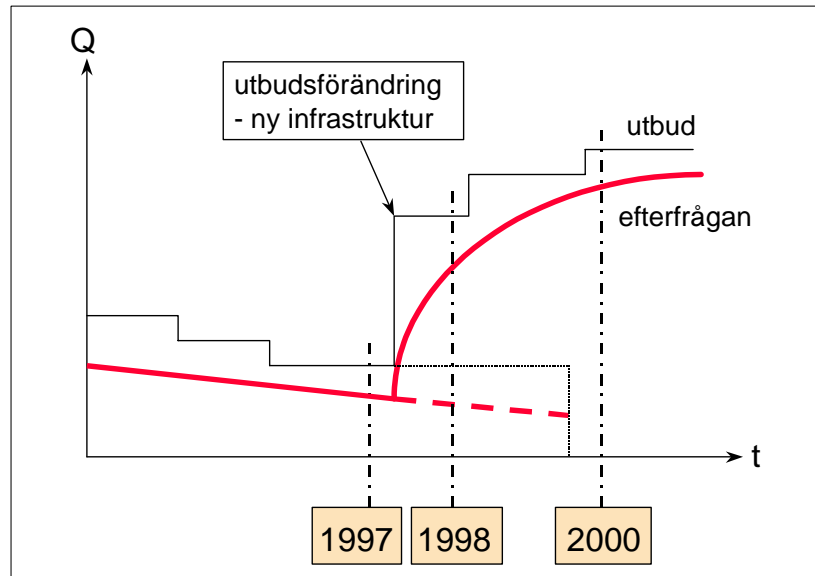 Q
utbudsförändring
- ny infrastruktur
utbud
efterfrågan
t
1997
1998
2000